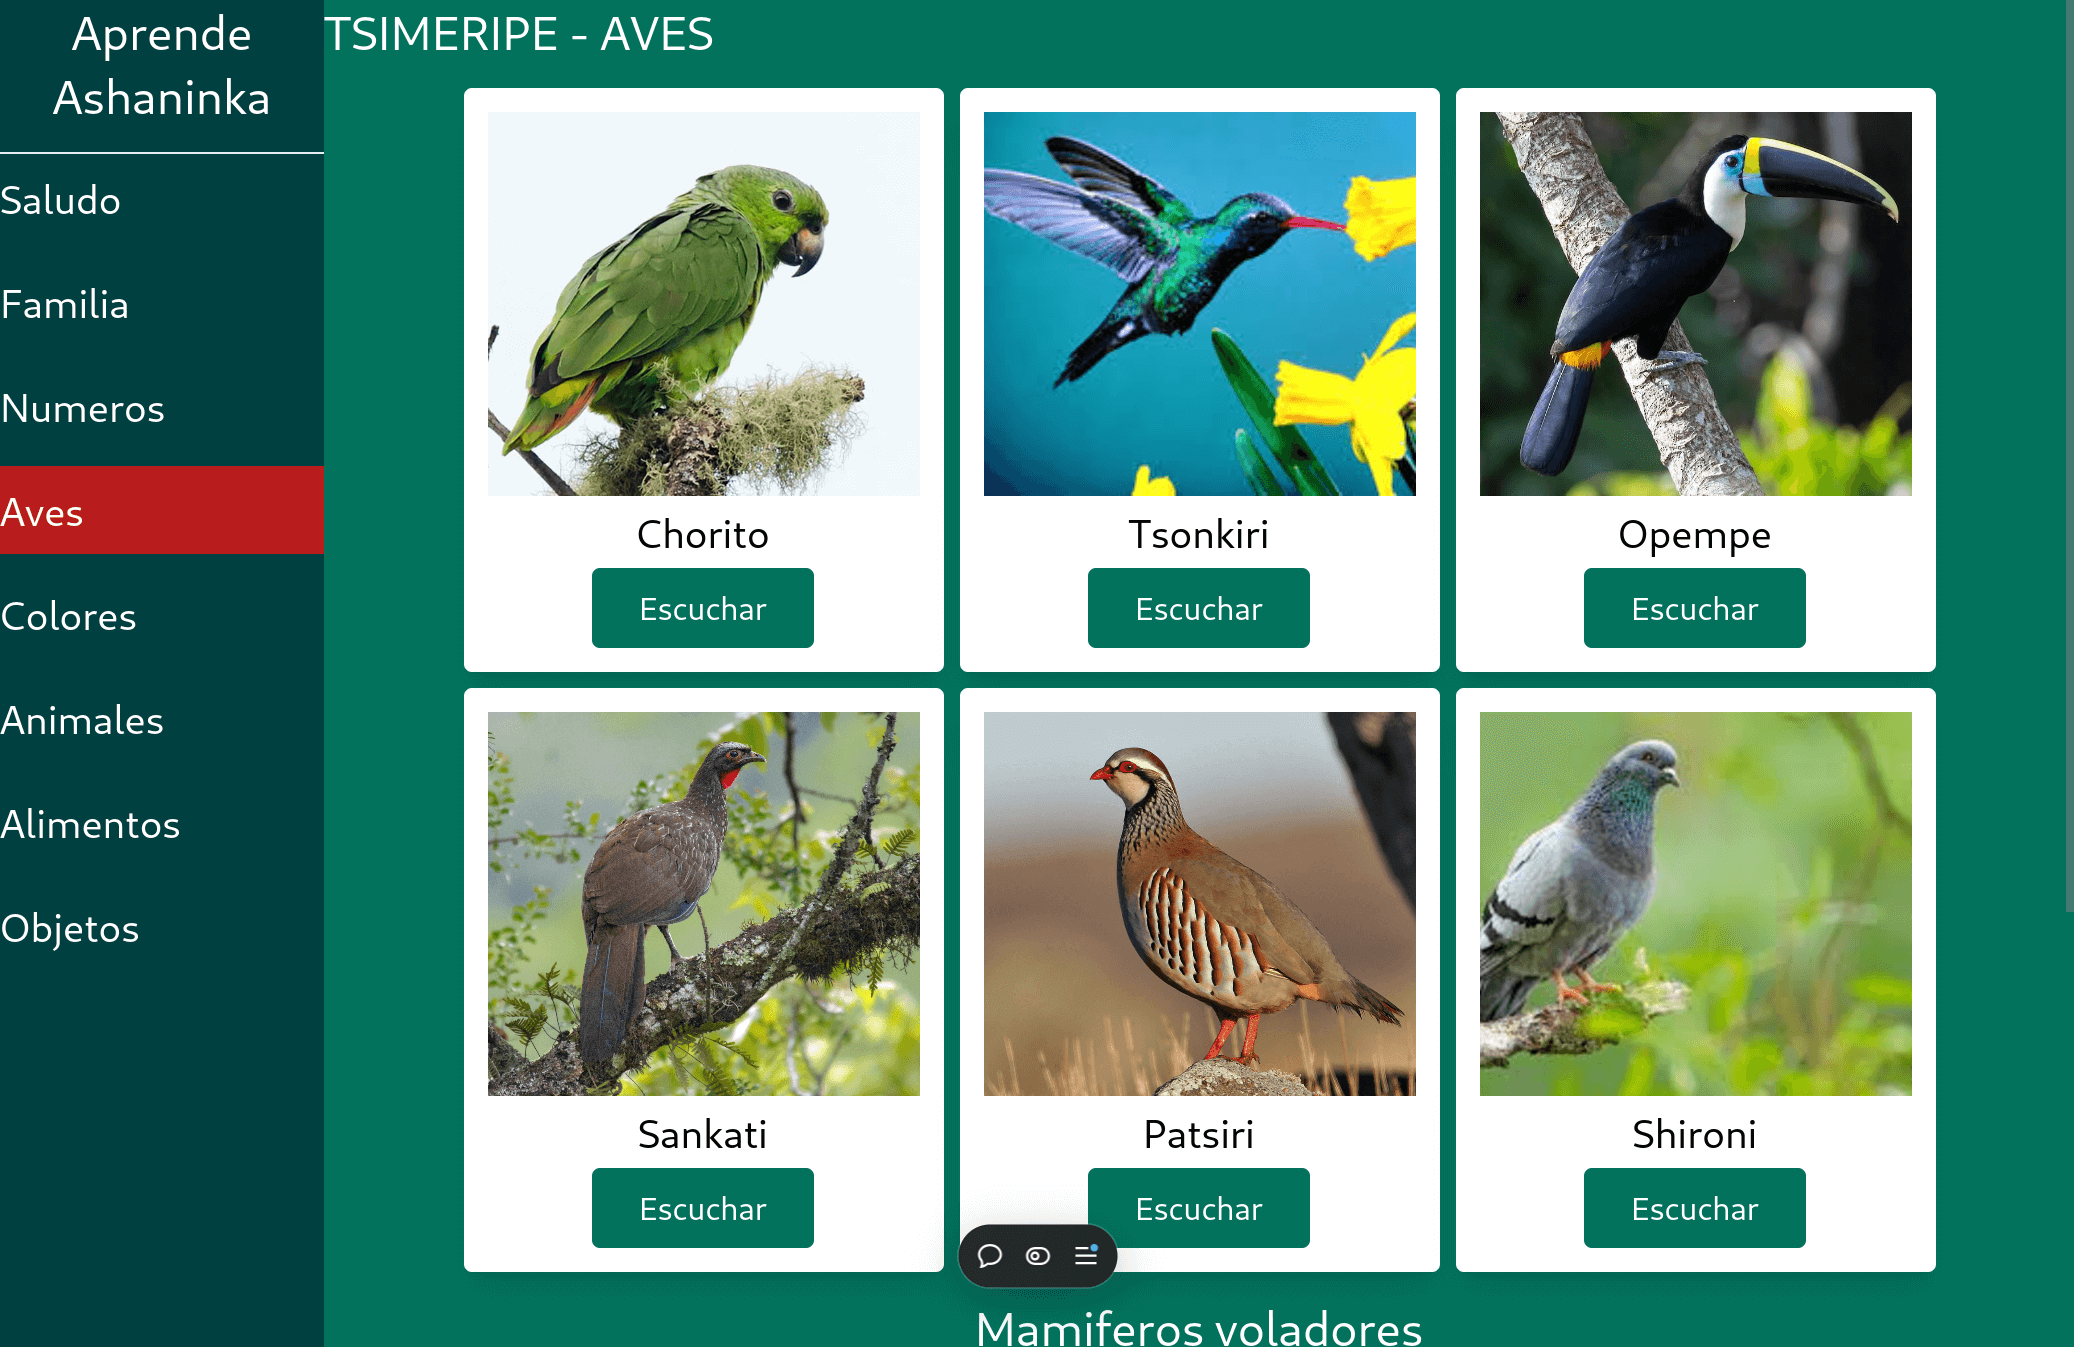 Aprende
Ashaninka
Saludo
Familia
Numeros
Aves
Colores
Animales
Alimentos
Objetos
TSIMERIPE - AVES
Chorito
Escuchar
Tsonkiri
Escuchar
Opempe
Escuchar
Sankati
Escuchar
Patsiri
Escuchar
Shironi
Escuchar
Mamiferos voladores